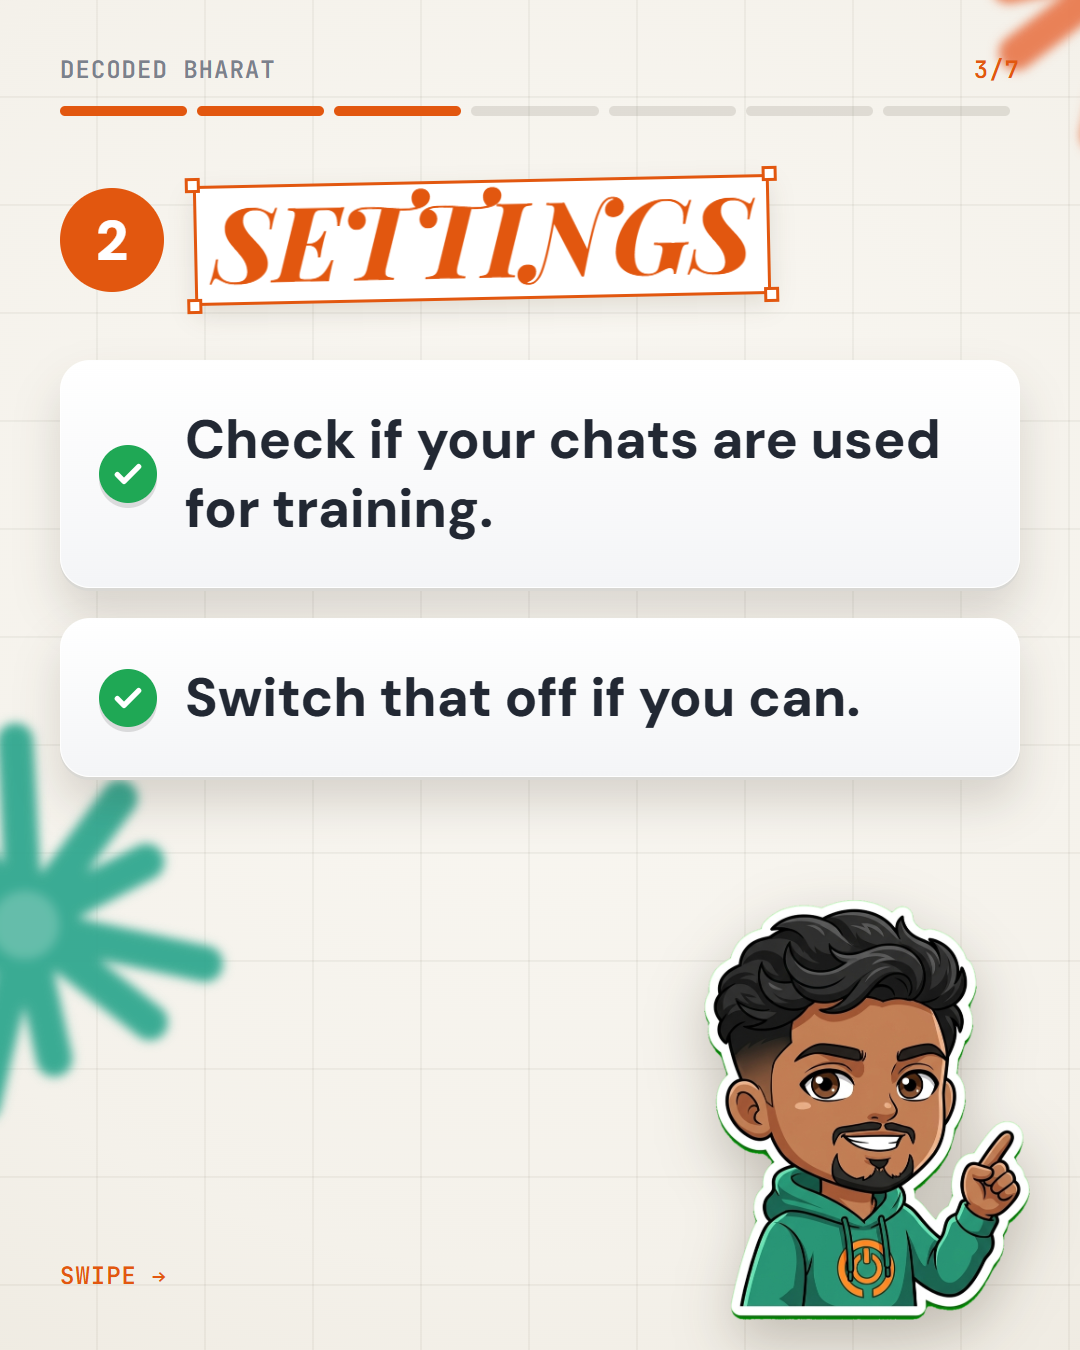 DECODED BHARAT
3/7
2
SETTINGS
Check if your chats are used
for training.
Switch that off if you can.
SWIPE →